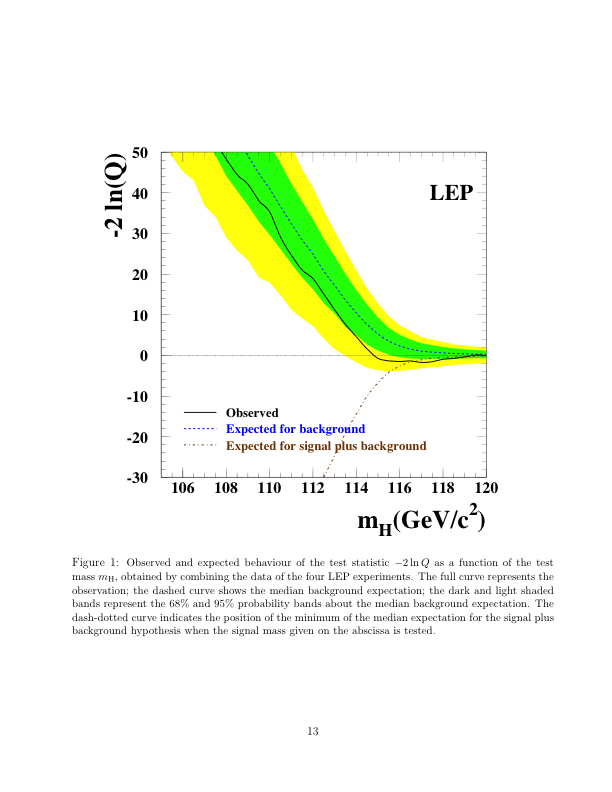 -2 ln(Q)
50
40
30
20
10
0
-10
-20
-30
LEP
Observed
Expected for background
Expected for signal plus background
106 108 110 112 114 116 118 120
mH(GeV/c2)
Figure 1: Observed and expected behaviour of the test statistic −2 ln Q as a function of the test
mass mH, obtained by combining the data of the four LEP experiments. The full curve represents the
observation; the dashed curve shows the median background expectation; the dark and light shaded
bands represent the 68% and 95% probability bands about the median background expectation. The
dash-dotted curve indicates the position of the minimum of the median expectation for the signal plus
background hypothesis when the signal mass given on the abscissa is tested.
13